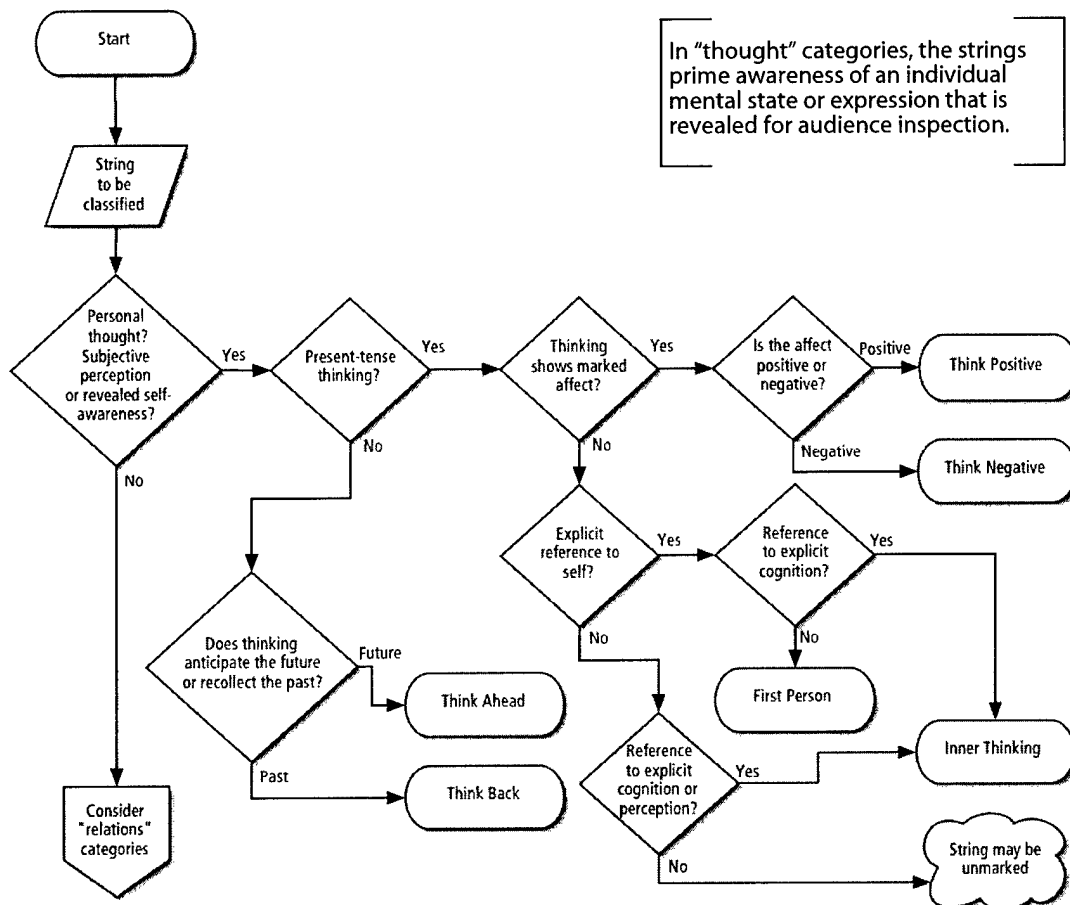 Start
In "thought" categories, the strings
prime awareness of an individual
mental state or expression that is
revealed for audience inspection.
String
to be
classified
Personal
thought?
Subjective
perception
or revealed self-
awareness?
Yes
No
Present-tense
thinking?
Yes
No
Thinking
shows marked
affect?
Yes
No
Is the affect
positive or
negative?
Positive
Negative
Think Positive
Think Negative
Explicit
reference to
self?
Yes
No
Reference
to explicit
cognition?
Yes
No
Does thinking
anticipate the future
or recollect the past?
Future
Past
Think Ahead
Think Back
First Person
Reference
to explicit
cognition or
perception?
Yes
No
Inner Thinking
Consider
"relations"
categories
String may be
unmarked